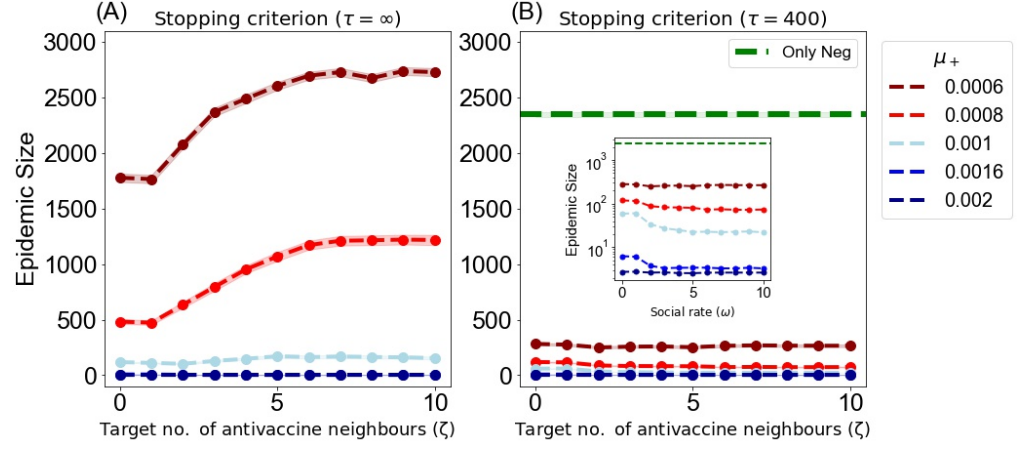 (A)
Stopping criterion (τ = ∞)
3000
2500
2000
1500
1000
500
0
Epidemic Size
0
5
10
Target no. of antivaccine neighbours (ζ)
(B)
Stopping criterion (τ = 400)
3000
2500
2000
1500
1000
500
0
Only Neg
Epidemic Size
10³
10²
10¹
0
5
10
Social rate (ω)
0
5
10
Target no. of antivaccine neighbours (ζ)
μ₊
0.0006
0.0008
0.001
0.0016
0.002